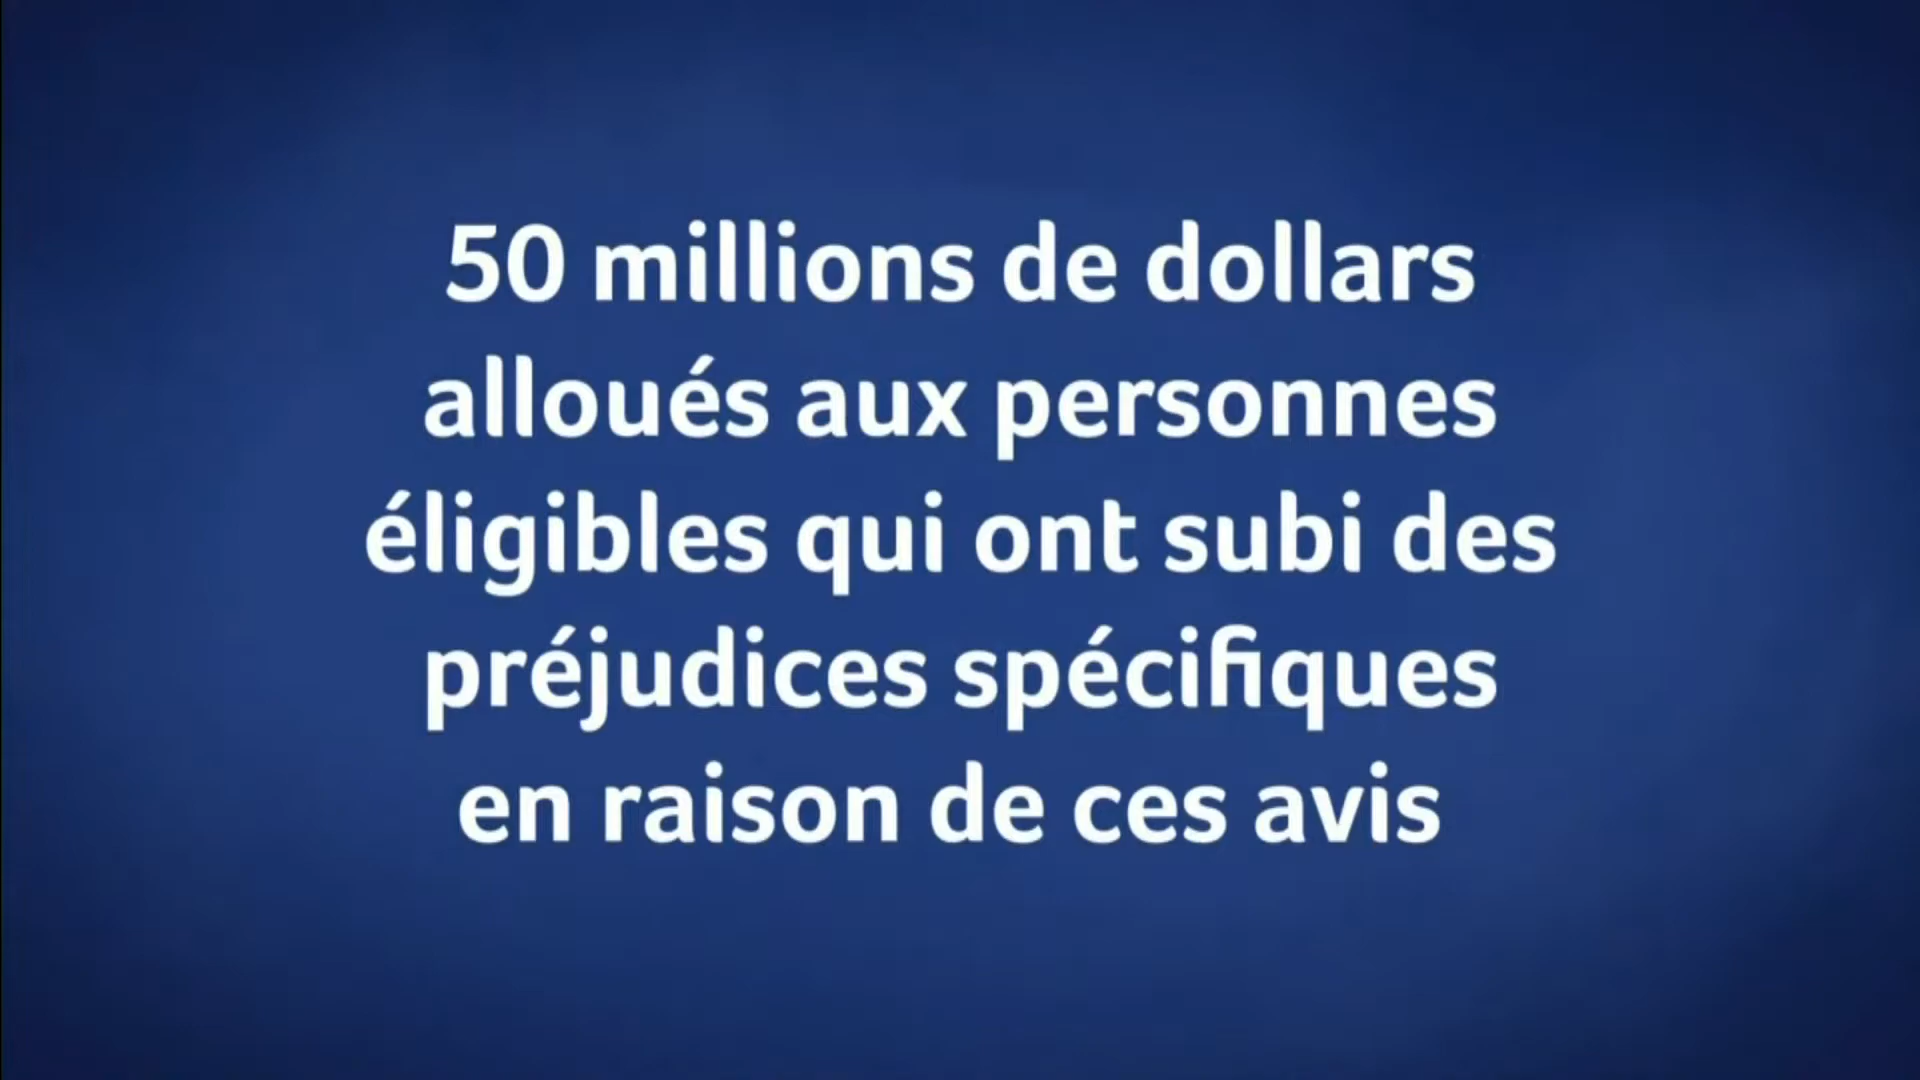 50 millions de dollars
alloués aux personnes
éligibles qui ont subi des
préjudices spécifiques
en raison de ces avis